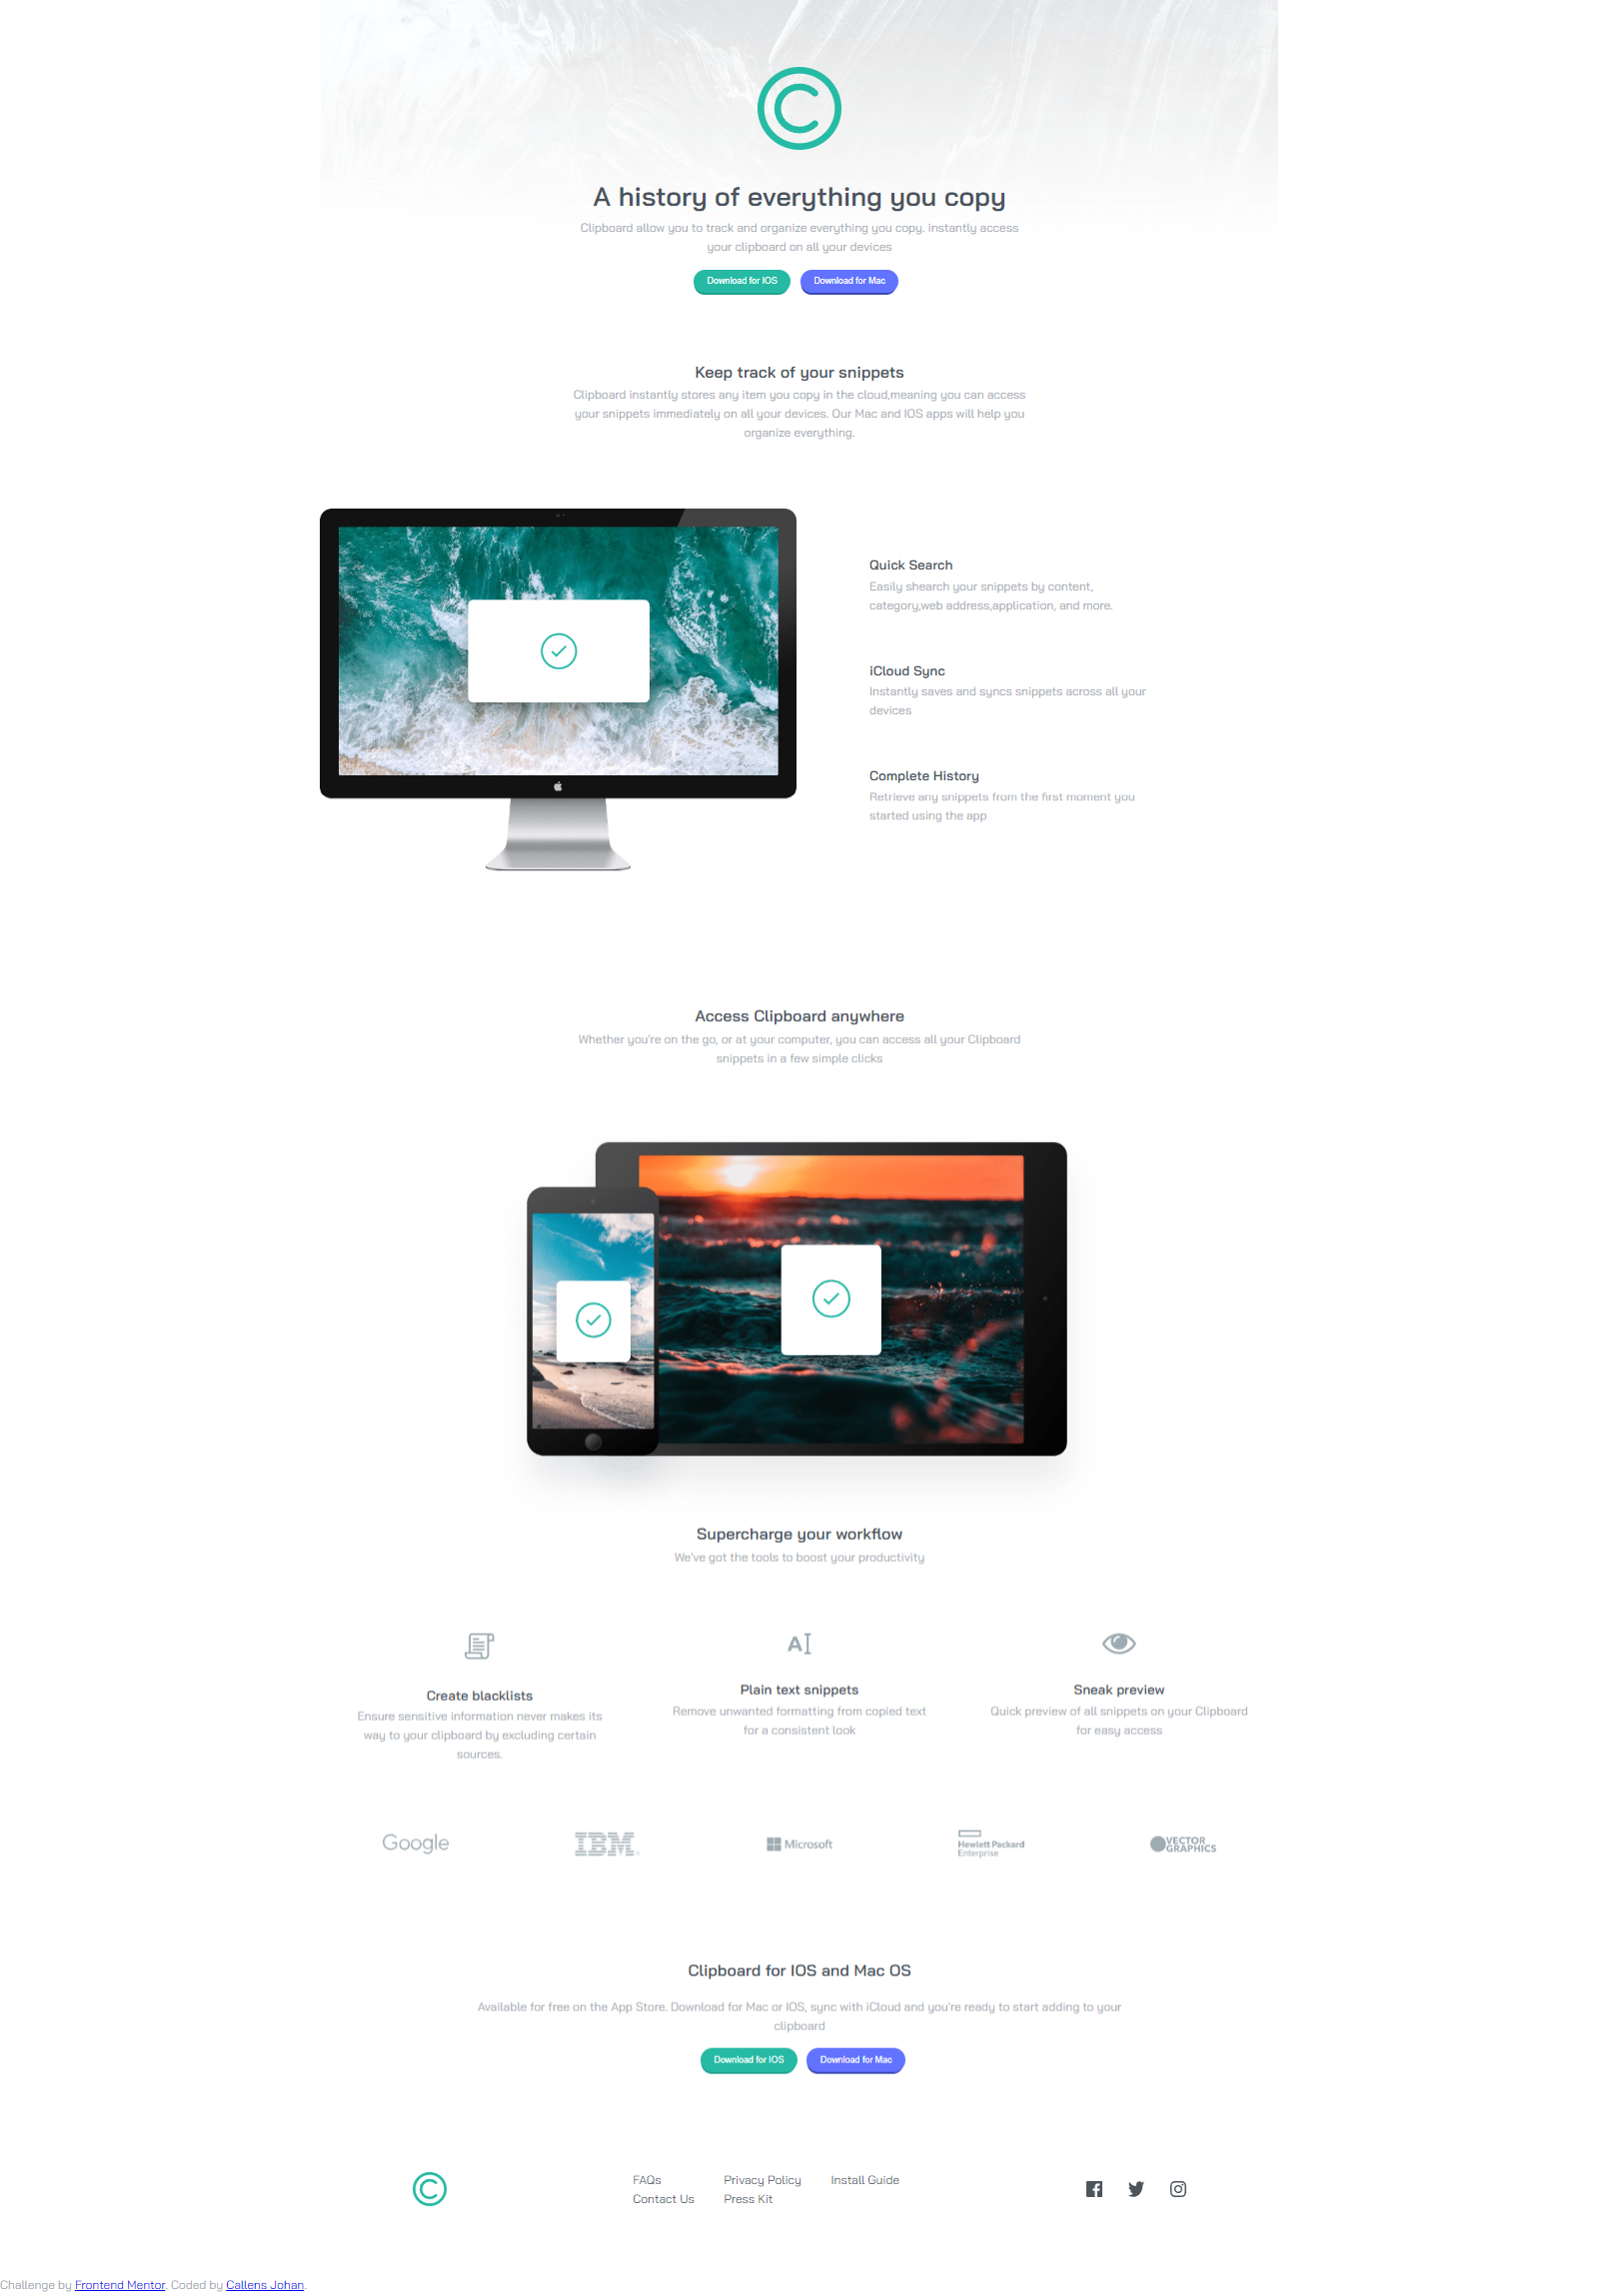 A history of everything you copy
Clipboard allow you to track and organize everything you copy. instantly access
your clipboard on all your devices
Download for IOS
Download for Mac
Keep track of your snippets
Clipboard instantly stores any item you copy in the cloud,meaning you can access
your snippets immediately on all your devices. Our Mac and IOS apps will help you
organize everything.
Quick Search
Easily shearch your snippets by content,
category,web address,application, and more.
iCloud Sync
Instantly saves and syncs snippets across all your
devices
Complete History
Retrieve any snippets from the first moment you
started using the app
Access Clipboard anywhere
Whether you're on the go, or at your computer, you can access all your Clipboard
snippets in a few simple clicks
Supercharge your workflow
We've got the tools to boost your productivity
Create blacklists
Ensure sensitive information never makes its
way to your clipboard by excluding certain
sources.
Plain text snippets
Remove unwanted formatting from copied text
for a consistent look
Sneak preview
Quick preview of all snippets on your Clipboard
for easy access
Google
IBM
Microsoft
Hewlett Packard
Enterprise
VECTOR
GRAPHICS
Clipboard for IOS and Mac OS
Available for free on the App Store. Download for Mac or IOS, sync with iCloud and you're ready to start adding to your
clipboard
Download for IOS
Download for Mac
FAQs
Contact Us
Privacy Policy
Press Kit
Install Guide
Challenge by Frontend Mentor. Coded by Callens Johan.